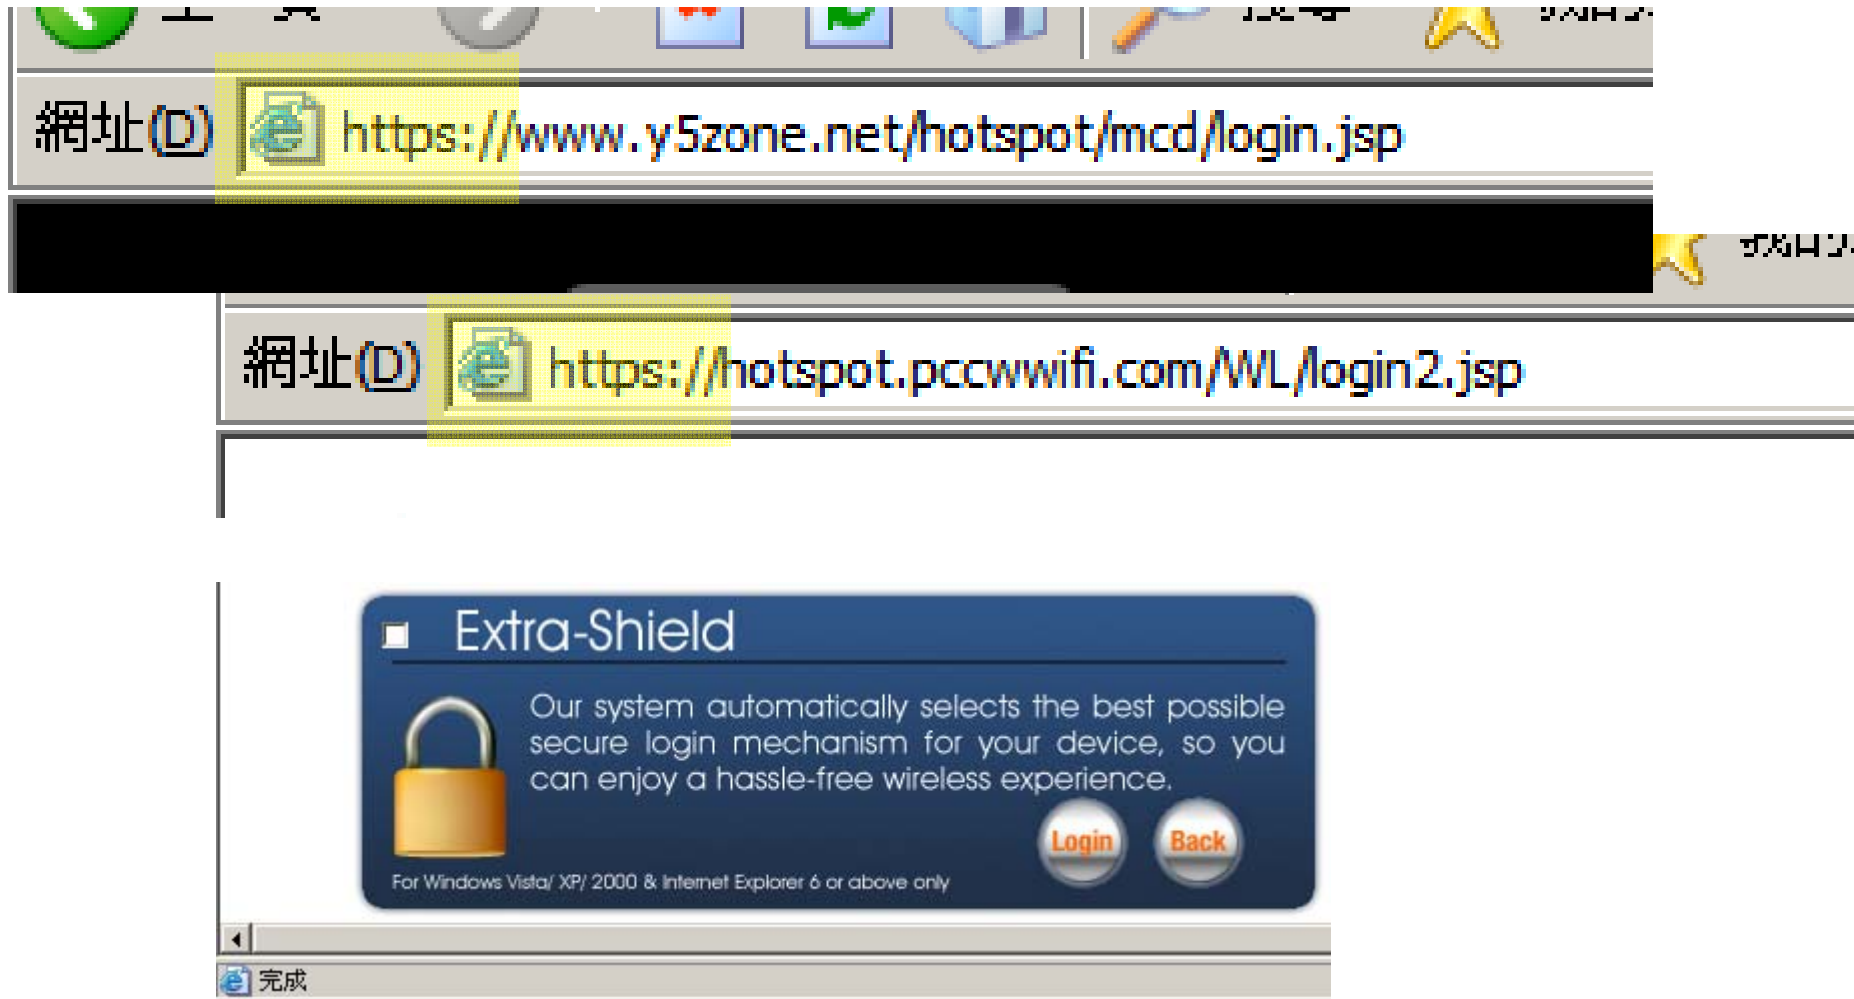 網址(D) https://www.y5zone.net/hotspot/mcd/login.jsp
網址(D) https://hotspot.pccwwifi.com/WL/login2.jsp
Extra-Shield
Our system automatically selects the best possible
secure login mechanism for your device, so you
can enjoy a hassle-free wireless experience.
Login Back
For Windows Vista/ XP/ 2000 & Internet Explorer 6 or above only
完成